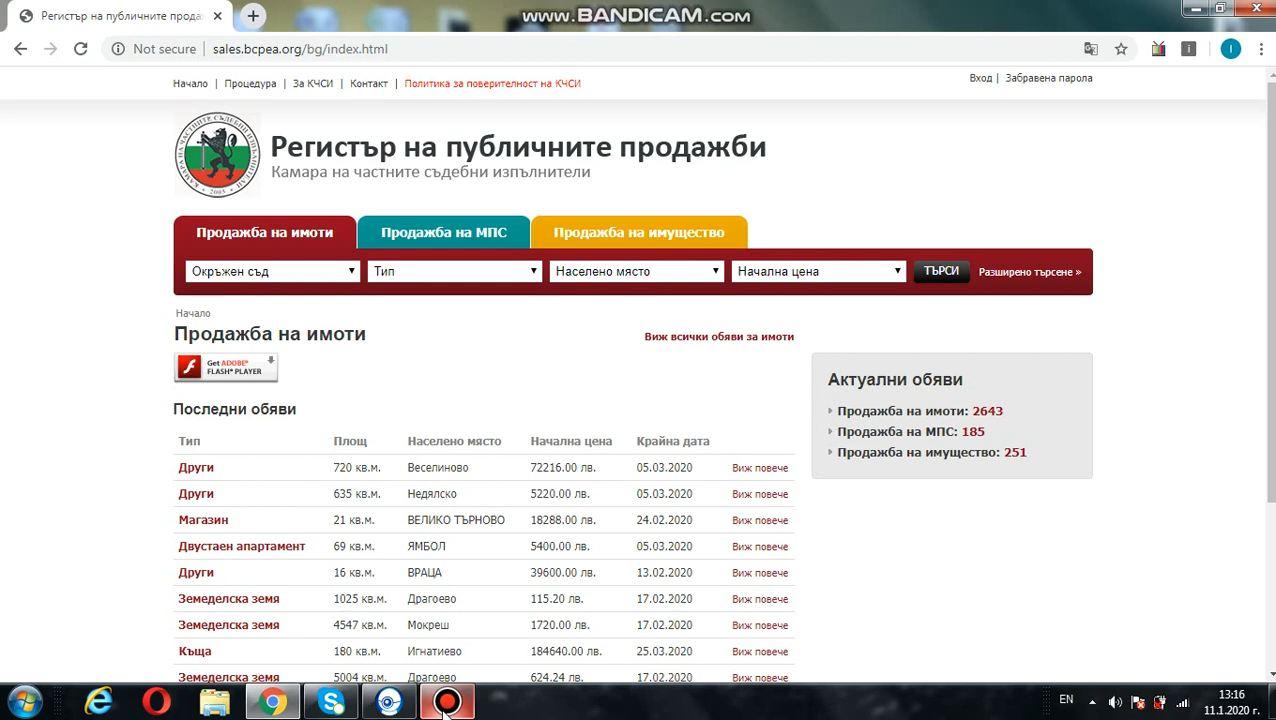 Регистър на публичните прода
www.BANDICAM.com
Not secure | sales.bcpea.org/bg/index.html
Начало | Процедура | За КЧСИ | Контакт | Политика за поверителност на КЧСИ
Вход | Забравена парола
КАМАРА НА ЧАСТНИТЕ СЪДЕБНИ ИЗПЪЛНИТЕЛИ
2005
Регистър на публичните продажби
Камара на частните съдебни изпълнители
Продажба на имоти Продажба на МПС Продажба на имущество
Окръжен съд Тип Населено място Начална цена ТЪРСИ Разширено търсене »
Начало
Продажба на имоти
Виж всички обяви за имоти
Get ADOBE®
FLASH® PLAYER
Последни обяви
Тип Площ Населено място Начална цена Крайна дата
Други 720 кв.м. Веселиново 72216.00 лв. 05.03.2020 Виж повече
Други 635 кв.м. Недялско 5220.00 лв. 05.03.2020 Виж повече
Магазин 21 кв.м. ВЕЛИКО ТЪРНОВО 18288.00 лв. 24.02.2020 Виж повече
Двустаен апартамент 69 кв.м. ЯМБОЛ 5400.00 лв. 05.03.2020 Виж повече
Други 16 кв.м. ВРАЦА 39600.00 лв. 13.02.2020 Виж повече
Земеделска земя 1025 кв.м. Драгоево 115.20 лв. 17.02.2020 Виж повече
Земеделска земя 4547 кв.м. Мокреш 1720.00 лв. 17.02.2020 Виж повече
Къща 180 кв.м. Игнатиево 184640.00 лв. 25.03.2020 Виж повече
Земеделска земя 5004 кв.м. Драгоево 624.24 лв. 17.02.2020 Виж повече
Актуални обяви
Продажба на имоти: 2643
Продажба на МПС: 185
Продажба на имущество: 251
EN
13:16
11.1.2020 г.